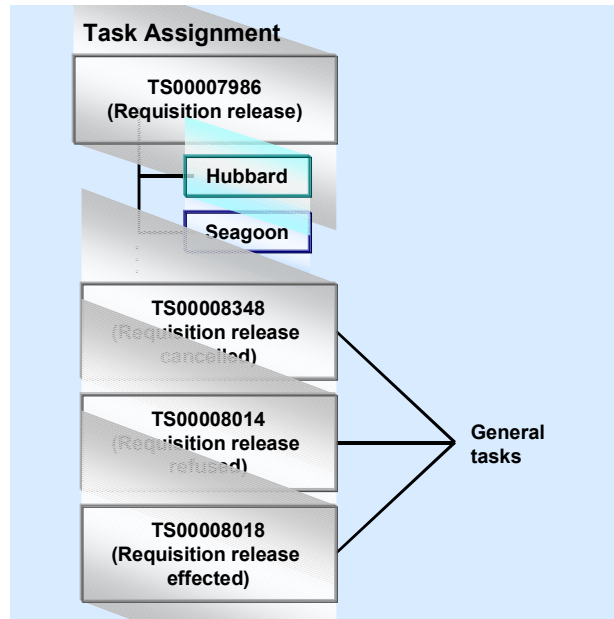 Task Assignment
TS00007986
(Requisition release)
Hubbard
Seagoon
TS00008348
(Requisition release
cancelled)
TS00008014
(Requisition release
refused)
TS00008018
(Requisition release
effected)
General
tasks